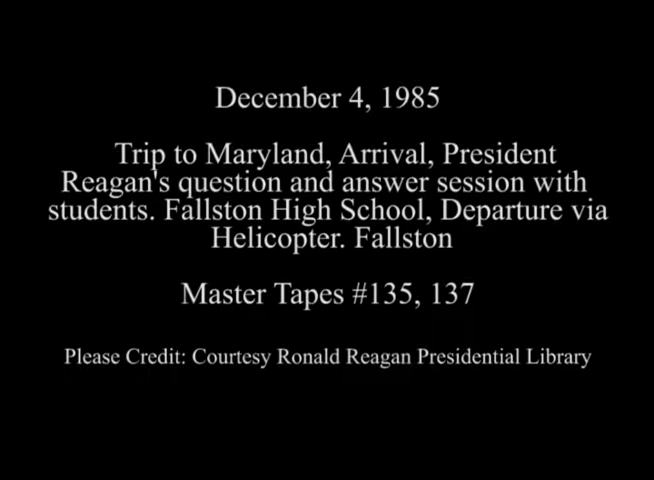 December 4, 1985
Trip to Maryland, Arrival, President
Reagan's question and answer session with
students. Fallston High School, Departure via
Helicopter. Fallston
Master Tapes #135, 137
Please Credit: Courtesy Ronald Reagan Presidential Library